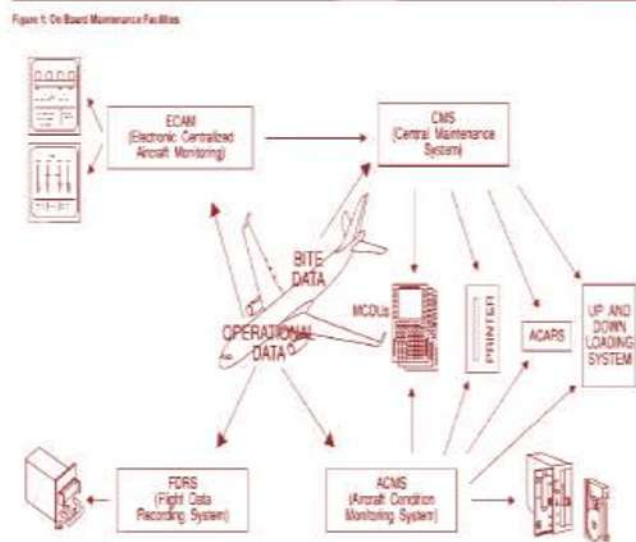 Figure 1: On Board Maintenance Facilities
ECAM
(Electronic Centralized
Aircraft Monitoring)
CMS
(Central Maintenance
System)
BITE
DATA
OPERATIONAL
DATA
MCDUs
PRINTER
ACARS
UP AND
DOWN
LOADING
SYSTEM
FDRS
(Flight Data
Recording System)
ACMS
(Aircraft Condition
Monitoring System)